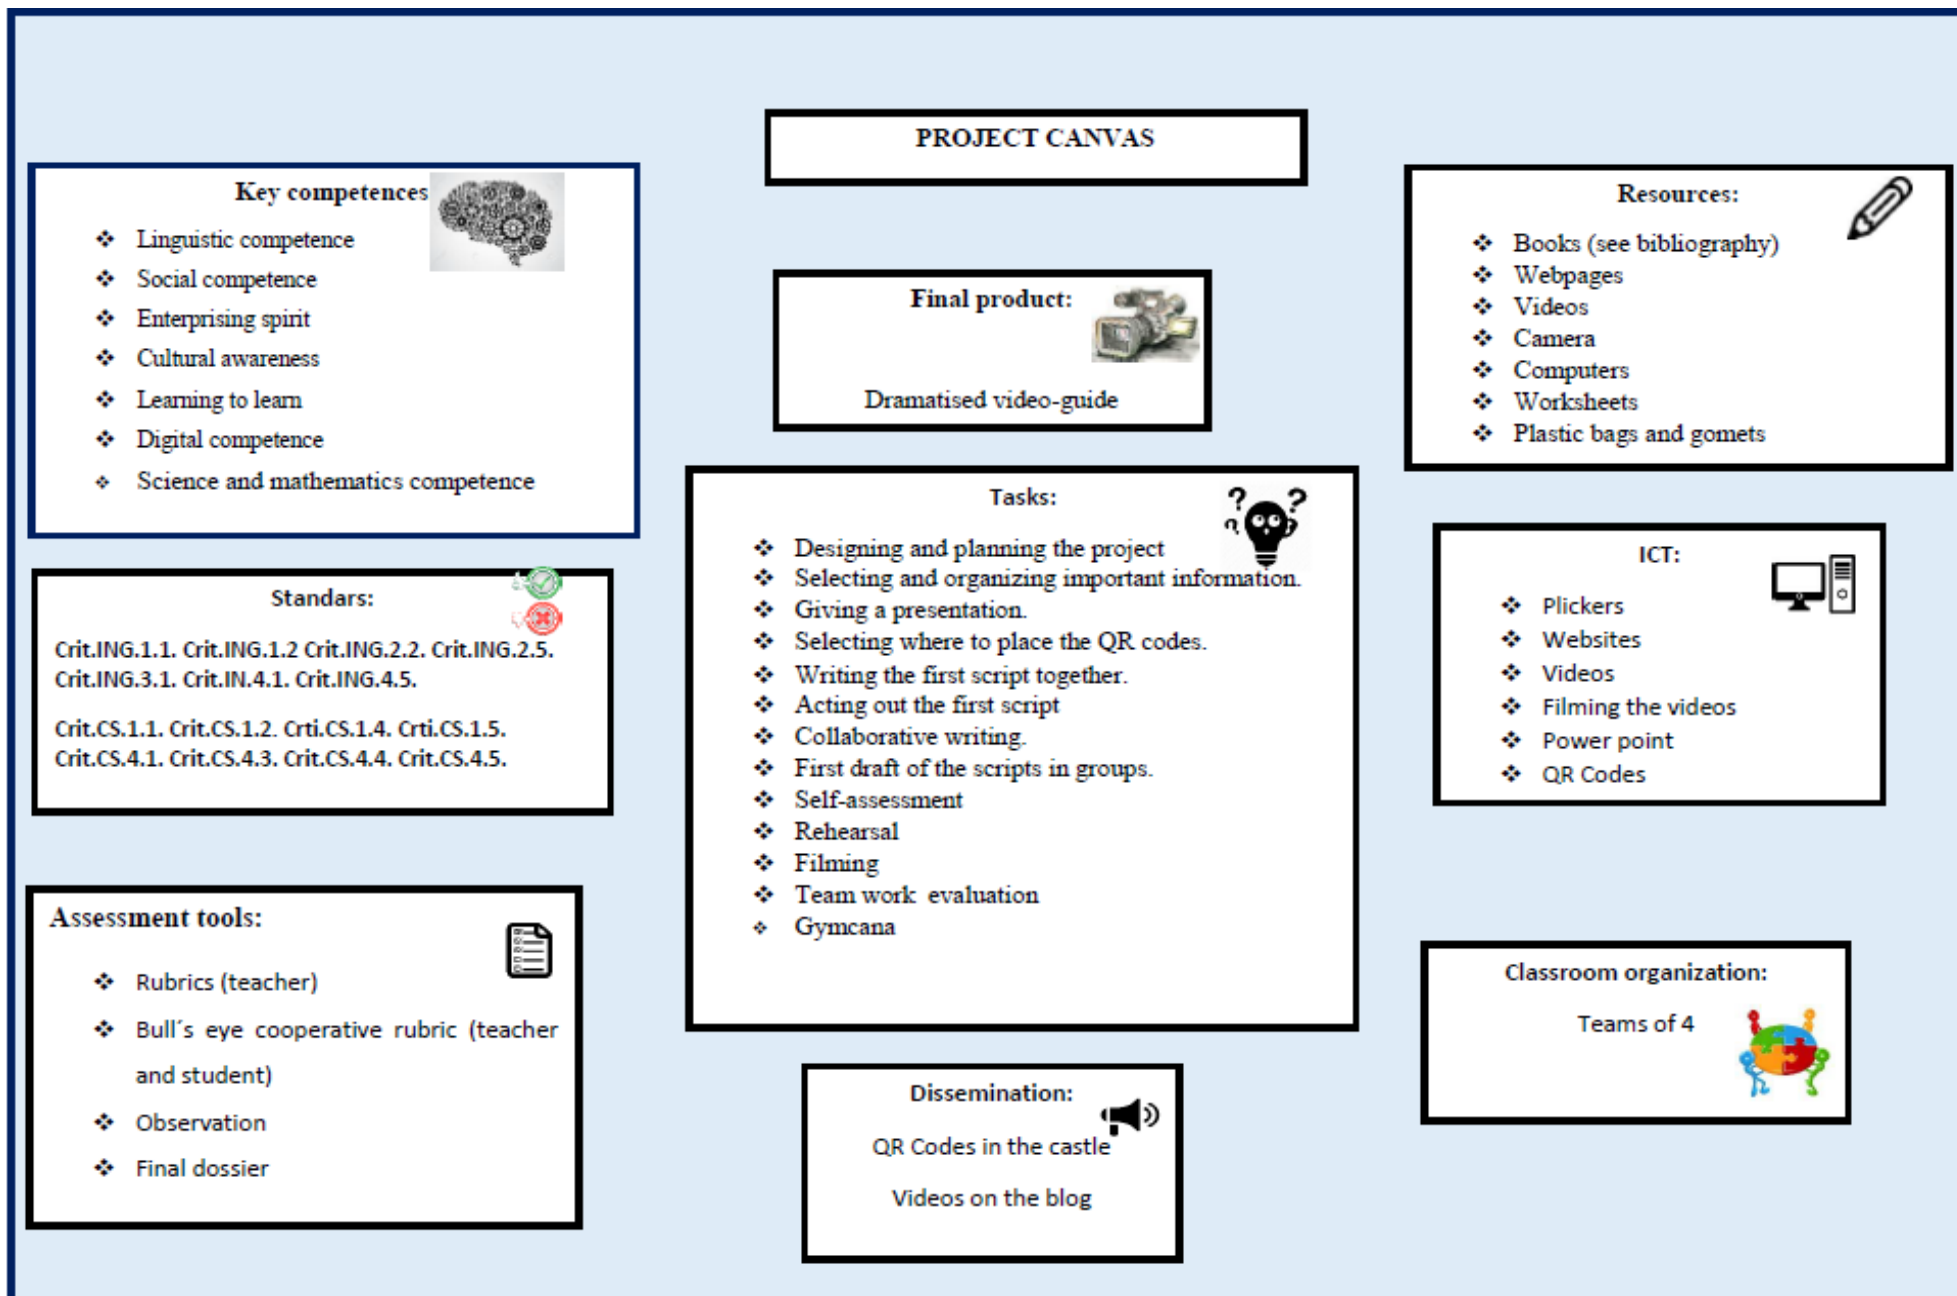 PROJECT CANVAS
Key competences
❖ Linguistic competence
❖ Social competence
❖ Enterprising spirit
❖ Cultural awareness
❖ Learning to learn
❖ Digital competence
❖ Science and mathematics competence
Standars:
Crit.ING.1.1. Crit.ING.1.2 Crit.ING.2.2. Crit.ING.2.5.
Crit.ING.3.1. Crit.IN.4.1. Crit.ING.4.5.
Crit.CS.1.1. Crit.CS.1.2. Crti.CS.1.4. Crti.CS.1.5.
Crit.CS.4.1. Crit.CS.4.3. Crit.CS.4.4. Crit.CS.4.5.
Assessment tools:
❖ Rubrics (teacher)
❖ Bull´s eye cooperative rubric (teacher
and student)
❖ Observation
❖ Final dossier
Final product:
Dramatised video-guide
Tasks:
❖ Designing and planning the project
❖ Selecting and organizing important information.
❖ Giving a presentation.
❖ Selecting where to place the QR codes.
❖ Writing the first script together.
❖ Acting out the first script
❖ Collaborative writing.
❖ First draft of the scripts in groups.
❖ Self-assessment
❖ Rehearsal
❖ Filming
❖ Team work evaluation
❖ Gymcana
Dissemination:
QR Codes in the castle
Videos on the blog
Resources:
❖ Books (see bibliography)
❖ Webpages
❖ Videos
❖ Camera
❖ Computers
❖ Worksheets
❖ Plastic bags and gomets
ICT:
❖ Plickers
❖ Websites
❖ Videos
❖ Filming the videos
❖ Power point
❖ QR Codes
Classroom organization:
Teams of 4